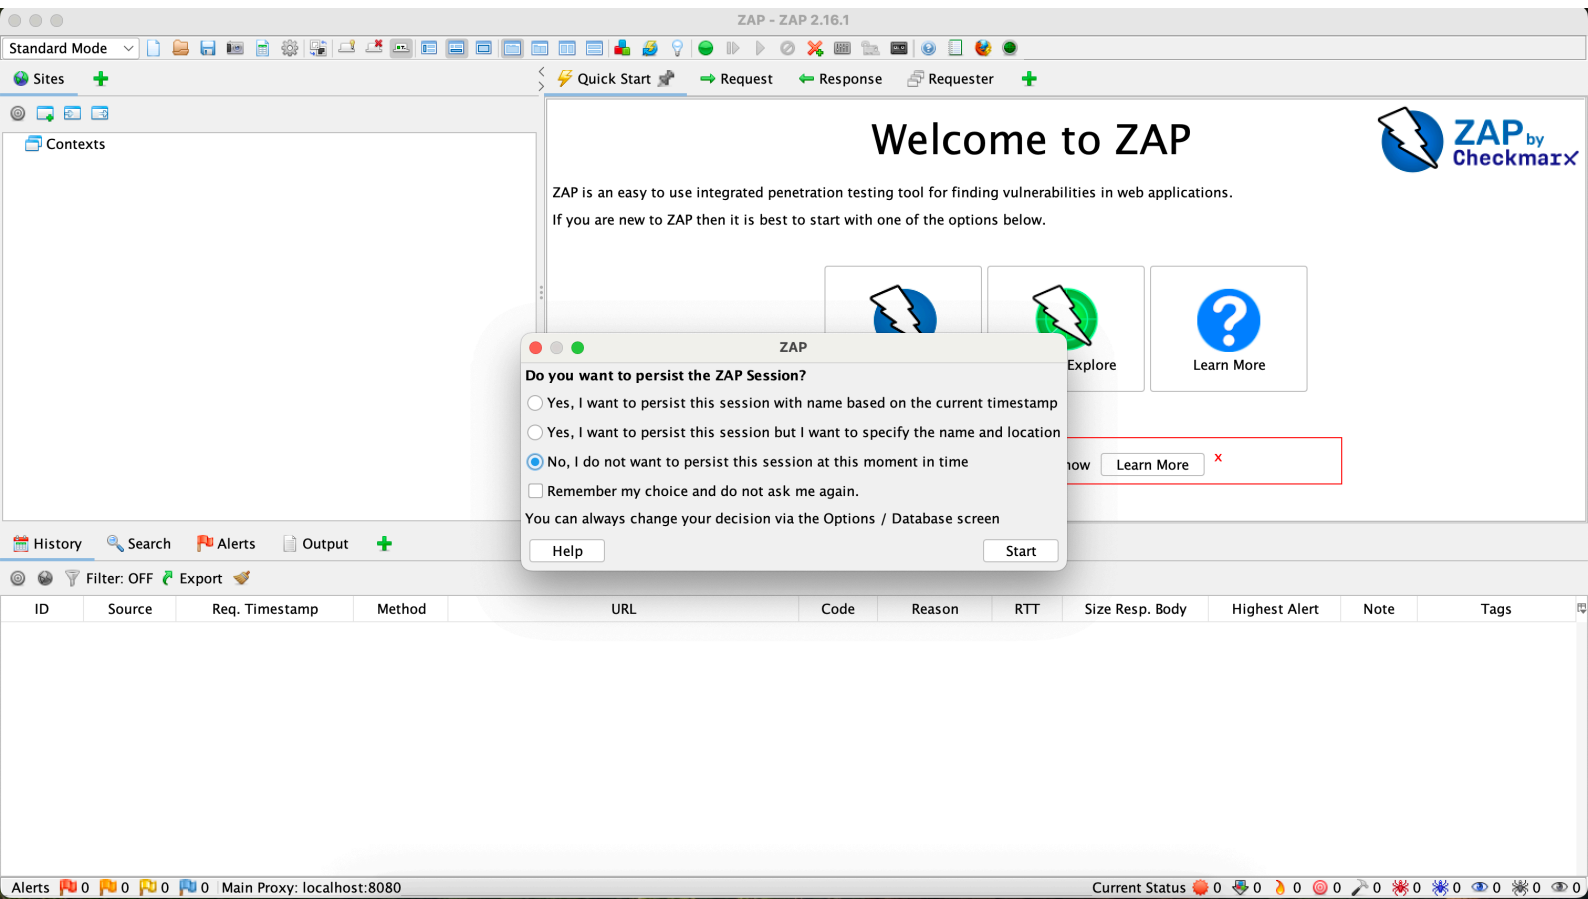 ZAP - ZAP 2.16.1
Standard Mode
Sites
Quick Start
Request
Response
Requester
Contexts
Welcome to ZAP
ZAP by
Checkmarx
ZAP is an easy to use integrated penetration testing tool for finding vulnerabilities in web applications.
If you are new to ZAP then it is best to start with one of the options below.
Explore
Learn More
ZAP
Do you want to persist the ZAP Session?
Yes, I want to persist this session with name based on the current timestamp
Yes, I want to persist this session but I want to specify the name and location
No, I do not want to persist this session at this moment in time
Remember my choice and do not ask me again.
You can always change your decision via the Options / Database screen
Help
Start
Learn More
x
History
Search
Alerts
Output
Filter: OFF
Export
ID Source Req. Timestamp Method URL Code Reason RTT Size Resp. Body Highest Alert Note Tags
Alerts 0 0 0 0 Main Proxy: localhost:8080
Current Status 0 0 0 0 0 0 0 0 0 0